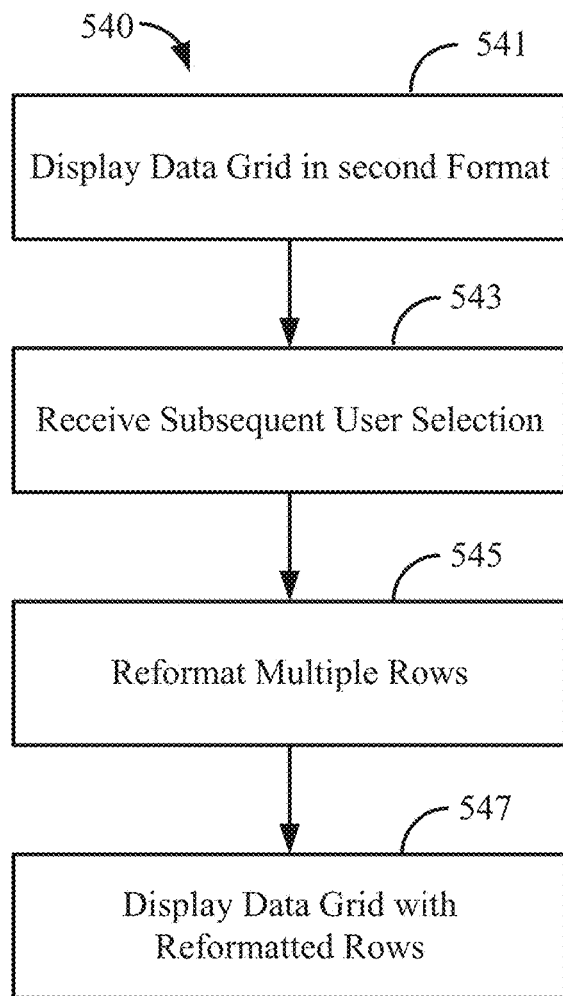 540
541
Display Data Grid in second Format
543
Receive Subsequent User Selection
545
Reformat Multiple Rows
547
Display Data Grid with
Reformatted Rows